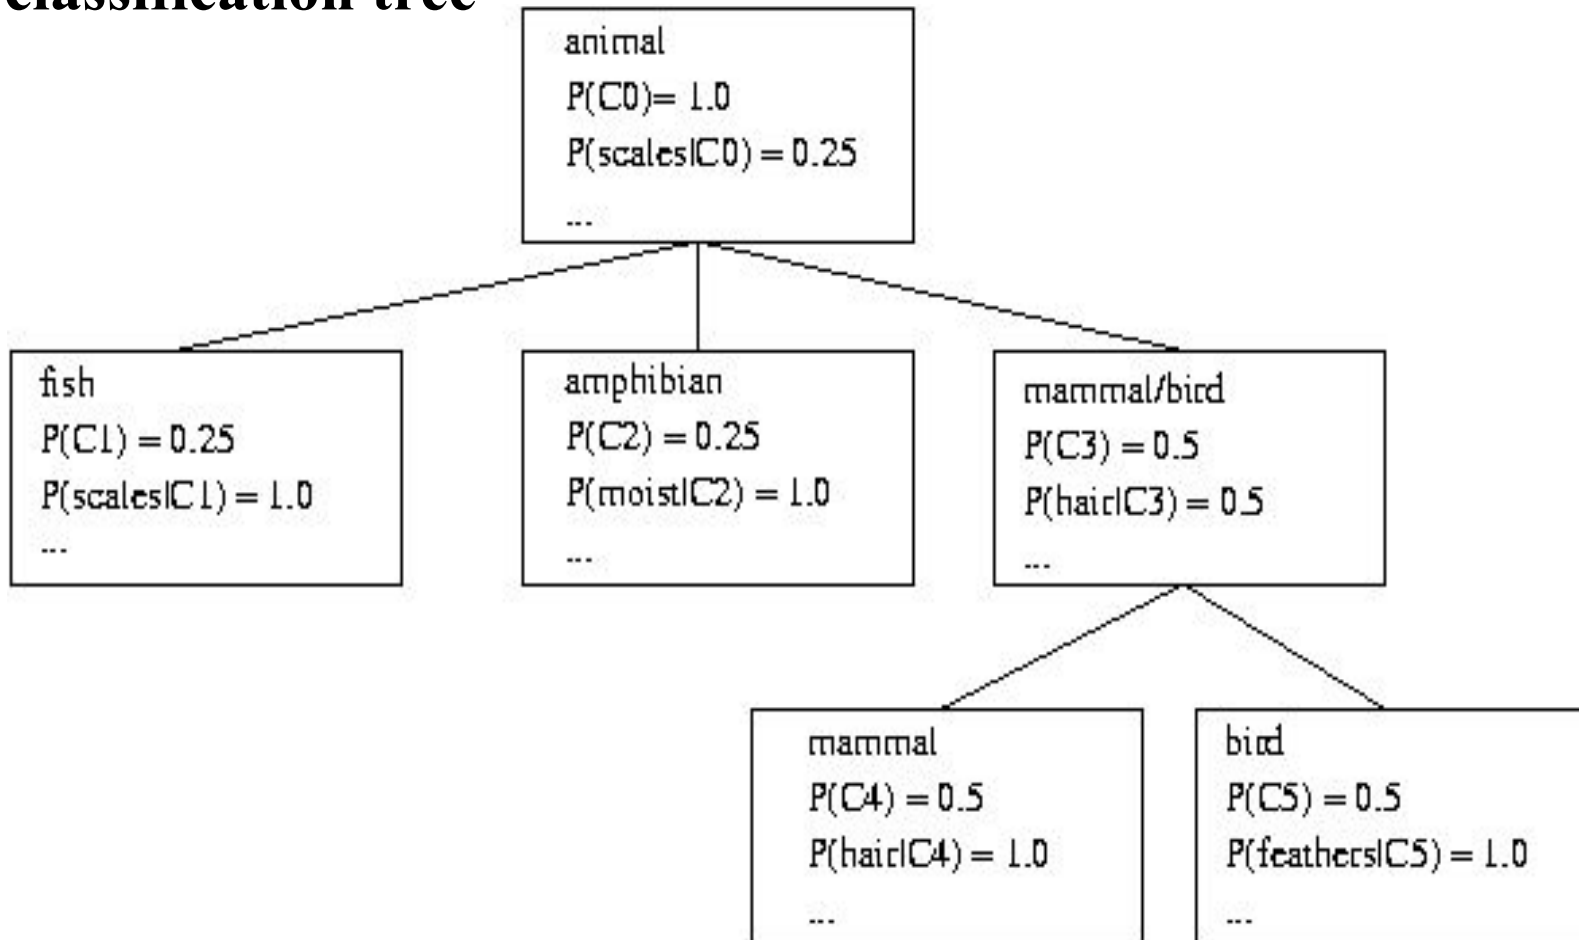 classification tree
animal
P(C0)= 1.0
P(scales|C0) = 0.25
...
fish
P(C1) = 0.25
P(scales|C1) = 1.0
...
amphibian
P(C2) = 0.25
P(moist|C2) = 1.0
...
mammal/bird
P(C3) = 0.5
P(hair|C3) = 0.5
...
mammal
P(C4) = 0.5
P(hair|C4) = 1.0
...
bird
P(C5) = 0.5
P(feathers|C5) = 1.0
...